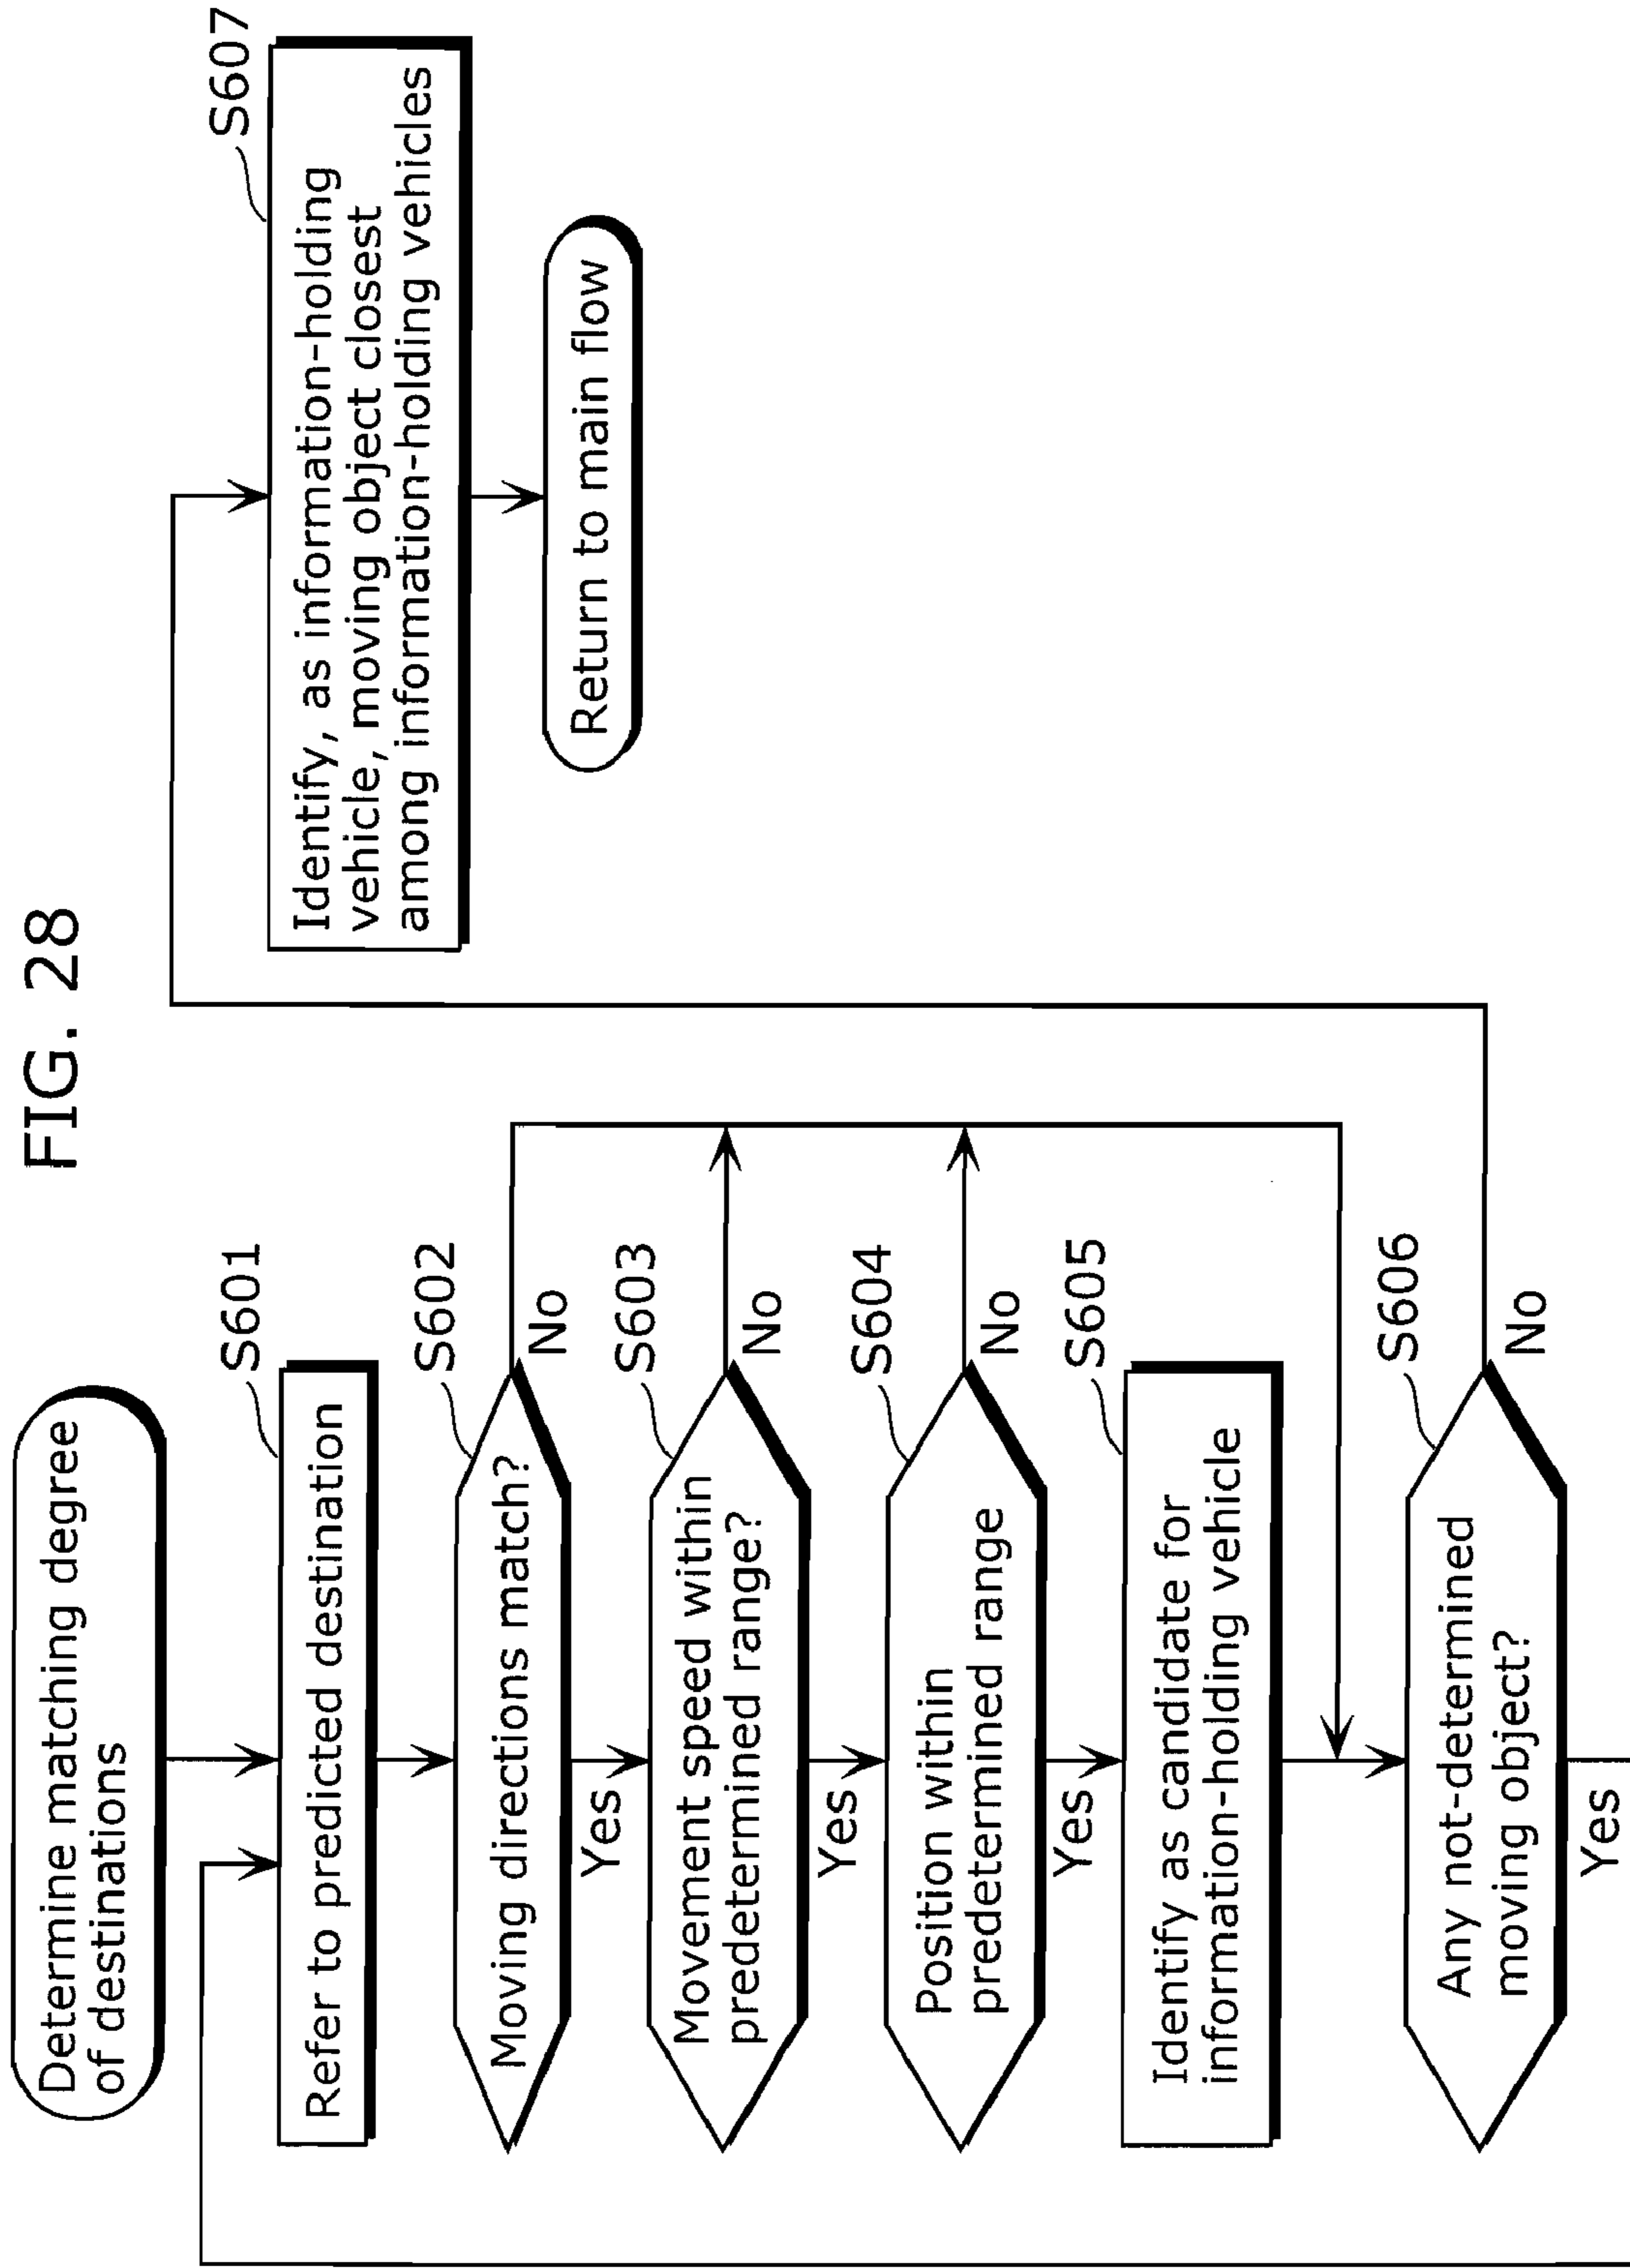 FIG. 28
Determine matching degree
of destinations
S601
Refer to predicted destination
S602
Moving directions match?
No
Yes
S603
Movement speed within
predetermined range?
No
Yes
S604
Position within
predetermined range
No
Yes
S605
Identify as candidate for
information-holding vehicle
S606
Any not-determined
moving object?
No
Yes
S607
Identify, as information-holding
vehicle, moving object closest
among information-holding vehicles
Return to main flow